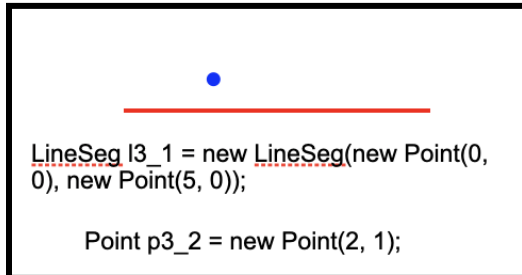 LineSeg l3_1 = new LineSeg(new Point(0,
0), new Point(5, 0));
Point p3_2 = new Point(2, 1);